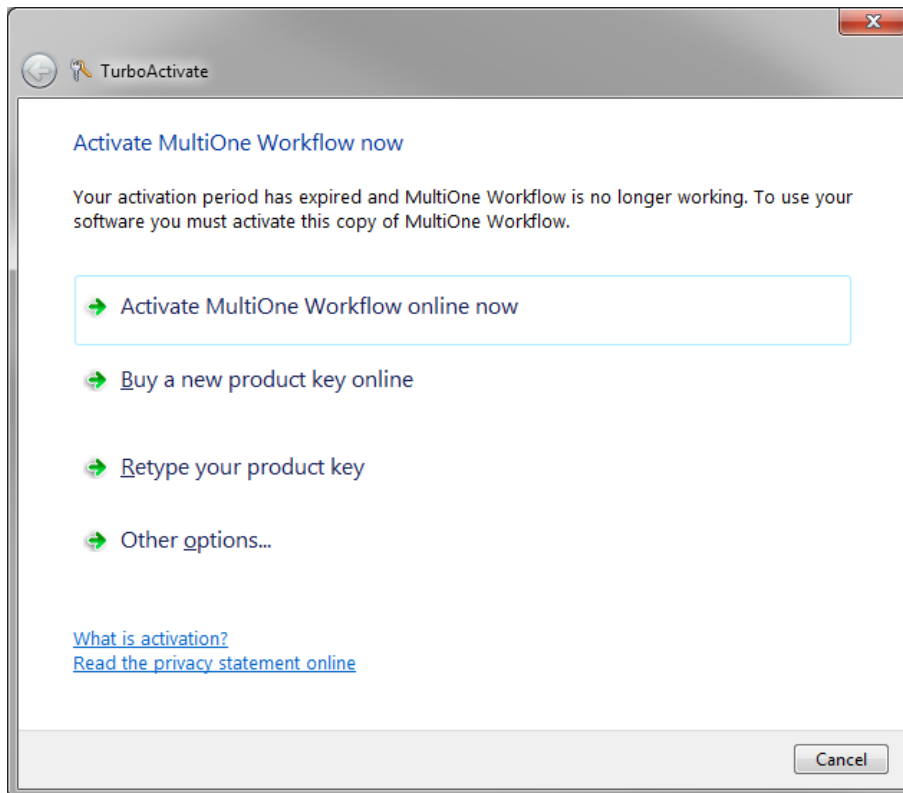 TurboActivate
Activate MultiOne Workflow now
Your activation period has expired and MultiOne Workflow is no longer working. To use your
software you must activate this copy of MultiOne Workflow.
Activate MultiOne Workflow online now
Buy a new product key online
Retype your product key
Other options...
What is activation?
Read the privacy statement online
Cancel